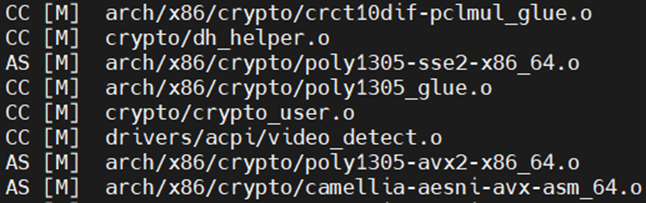 CC [M] arch/x86/crypto/crct10dif-pclmul_glue.o
CC [M] crypto/dh_helper.o
AS [M] arch/x86/crypto/poly1305-sse2-x86_64.o
CC [M] arch/x86/crypto/poly1305_glue.o
CC [M] crypto/crypto_user.o
CC [M] drivers/acpi/video_detect.o
AS [M] arch/x86/crypto/poly1305-avx2-x86_64.o
AS [M] arch/x86/crypto/camellia-aesni-avx-asm_64.o